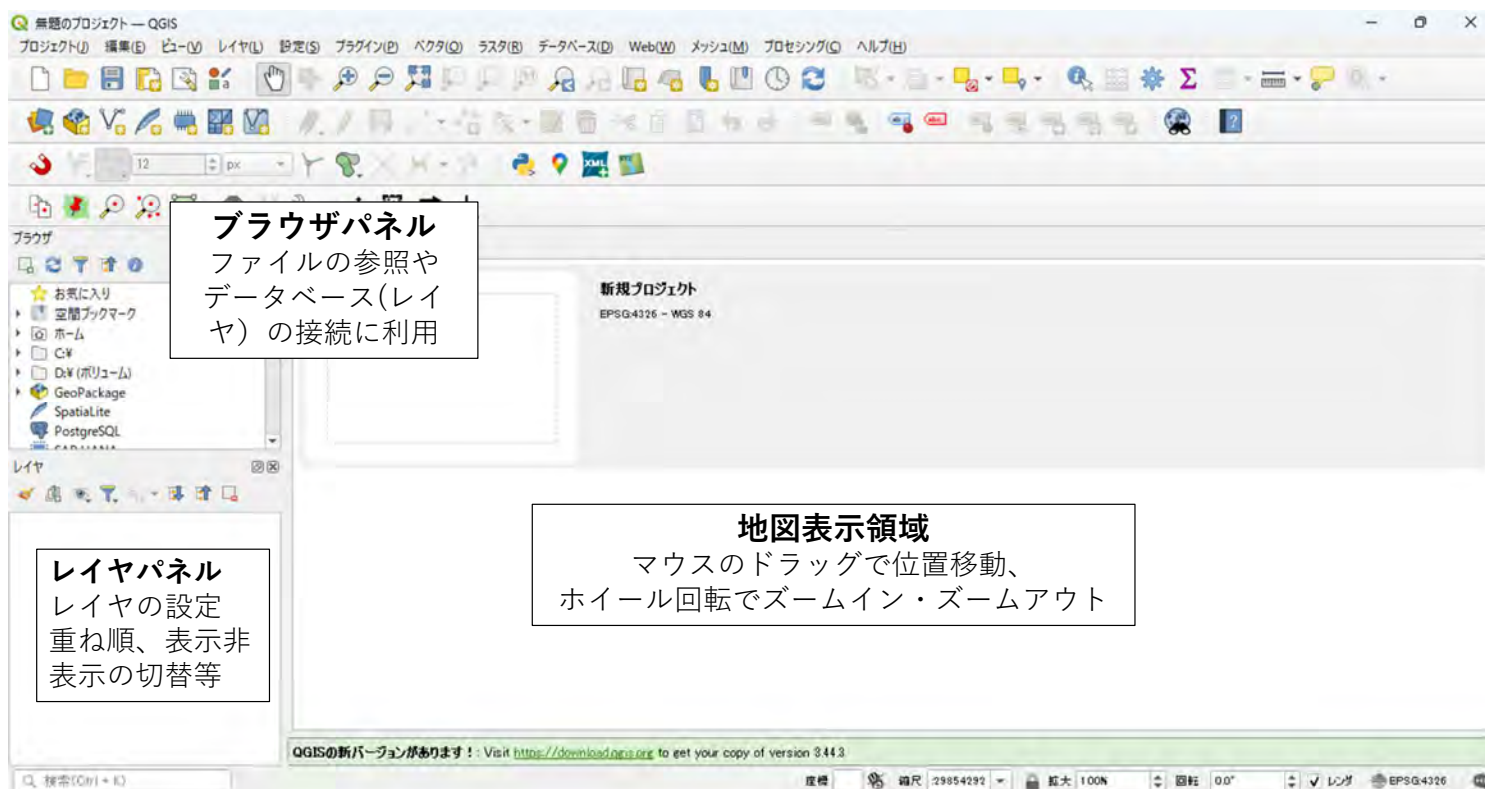 無題のプロジェクト — QGIS
プロジェクト(J) 編集(E) ビュー(V) レイヤ(L) 設定(S) プラグイン(P) ベクタ(O) ラスタ(R) データベース(D) Web(W) メッシュ(M) プロセシング(C) ヘルプ(H)
12 px
ブラウザパネル
ファイルの参照や
データベース(レイ
ヤ）の接続に利用
ブラウザ
お気に入り
空間ブックマーク
ホーム
C:¥
D:¥ (ボリューム)
GeoPackage
SpatiaLite
PostgreSQL
新規プロジェクト
EPSG:4326 - WGS 84
レイヤ
レイヤパネル
レイヤの設定
重ね順、表示非
表示の切替等
地図表示領域
マウスのドラッグで位置移動、
ホイール回転でズームイン・ズームアウト
QGISの新バージョンがあります！: Visit https://download.qgis.org to get your copy of version 3.44.3
検索(Ctrl + K) 座標 縮尺 :29854292 拡大 100% 回転 0.0° レンダ EPSG:4326